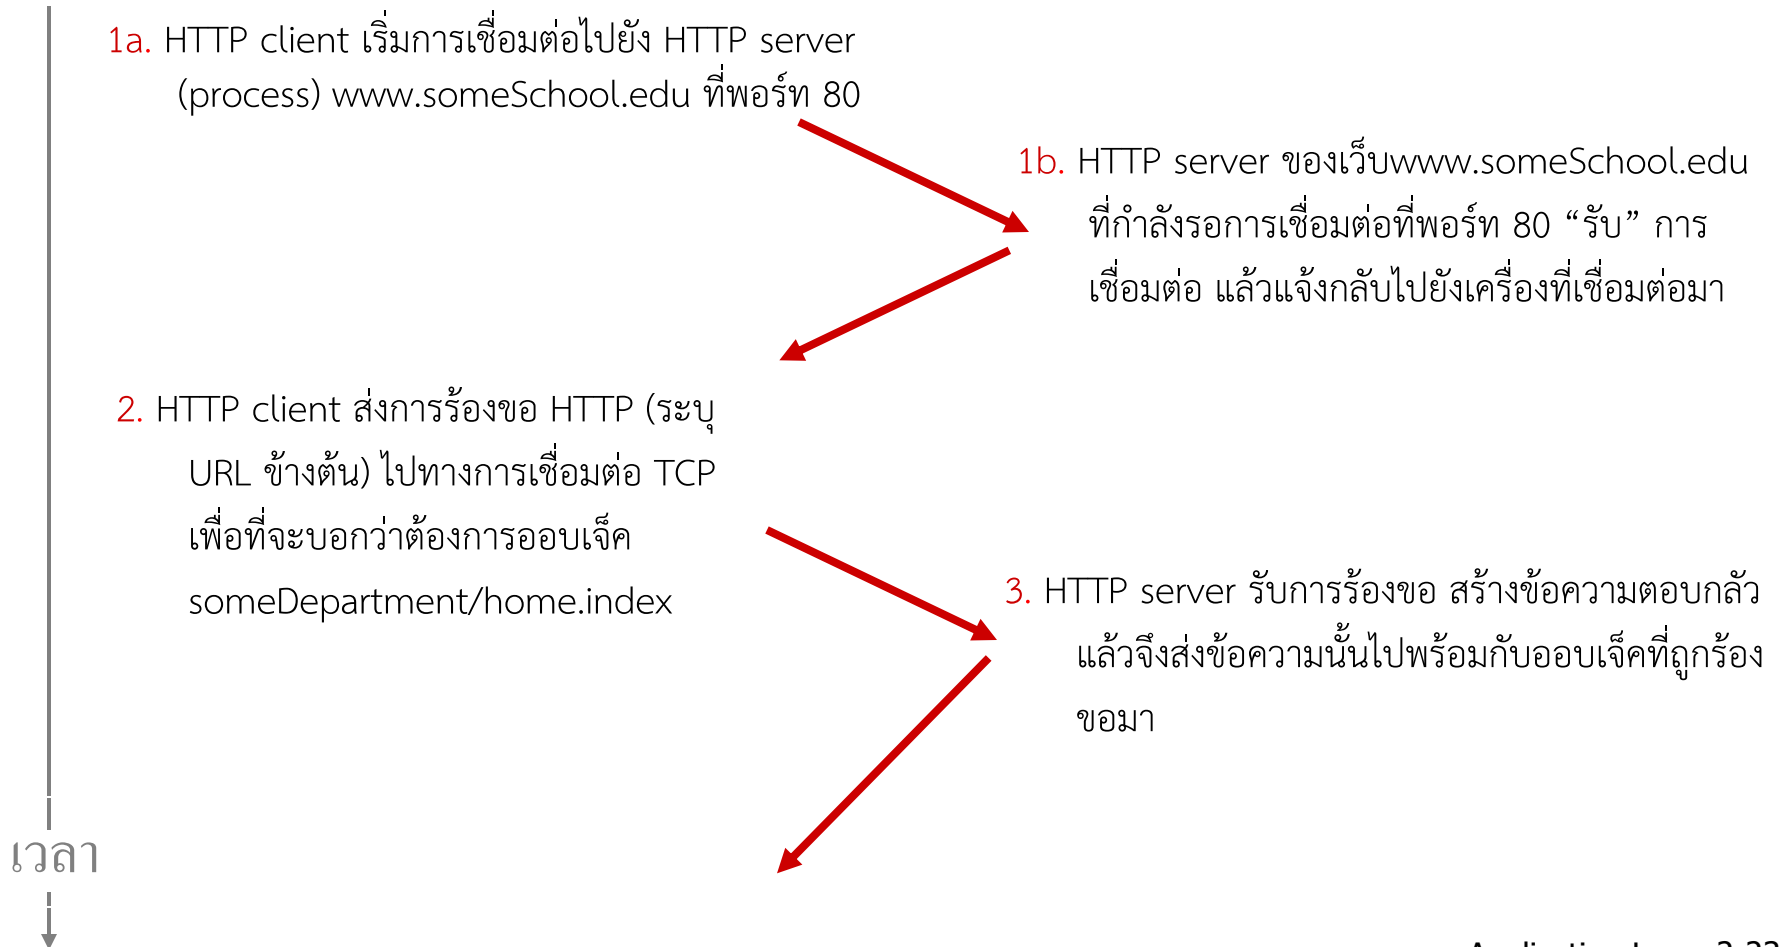 1a. HTTP client เริ่มการเชื่อมต่อไปยัง HTTP server
(process) www.someSchool.edu ที่พอร์ท 80
1b. HTTP server ของเว็บwww.someSchool.edu
ที่กำลังรอการเชื่อมต่อที่พอร์ท 80 “รับ” การ
เชื่อมต่อ แล้วแจ้งกลับไปยังเครื่องที่เชื่อมต่อมา
2. HTTP client ส่งการร้องขอ HTTP (ระบุ
URL ข้างต้น) ไปทางการเชื่อมต่อ TCP
เพื่อที่จะบอกว่าต้องการออบเจ็ค
someDepartment/home.index
3. HTTP server รับการร้องขอ สร้างข้อความตอบกลัว
แล้วจึงส่งข้อความนั้นไปพร้อมกับออบเจ็คที่ถูกร้อง
ขอมา
เวลา